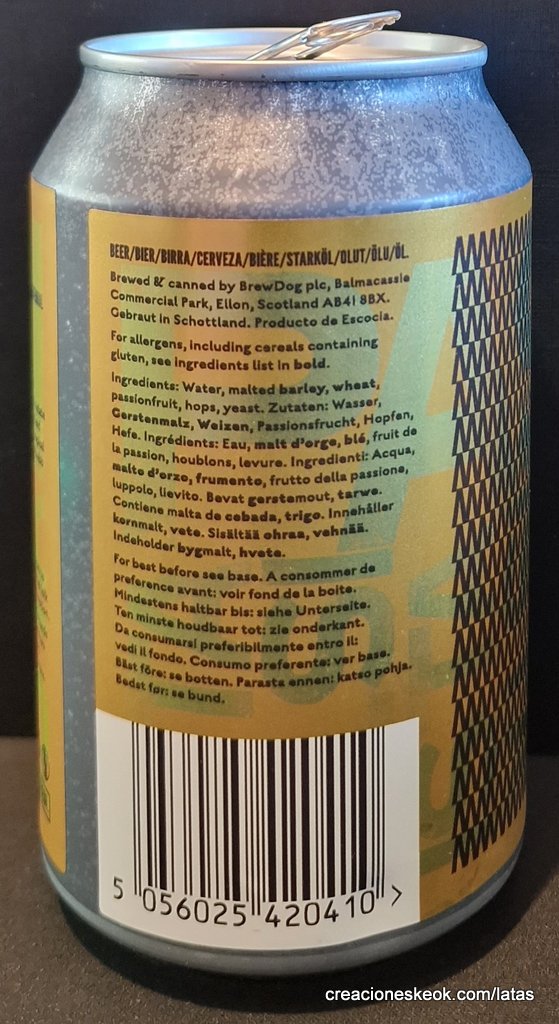 BEER/BIER/BIRRA/CERVEZA/BIÈRE/STARKÖL/OLUT/ÖLU/ÖL.
Brewed & canned by BrewDog plc, Balmacassie
Commercial Park, Ellon, Scotland AB41 8BX.
Gebraut in Schottland. Producto de Escocia.
For allergens, including cereals containing
gluten, see ingredients list in bold.
Ingredients: Water, malted barley, wheat,
passionfruit, hops, yeast. Zutaten: Wasser,
Gerstenmalz, Weizen, Passionsfrucht, Hopfen,
Hefe. Ingrédients: Eau, malt d'orge, blé, fruit de
la passion, houblons, levure. Ingredienti: Acqua,
malto d'orzo, frumento, frutto della passione,
luppolo, lievito. Bevat gerstemout, tarwe.
Contiene malta de cebada, trigo. Innehåller
kornmalt, vete. Sisältää ohraa, vehnää.
Indeholder bygmalt, hvete.
For best before see base. A consommer de
preference avant: voir fond de la boite.
Mindestens haltbar bis: siehe Unterseite.
Ten minste houdbaar tot: zie onderkant.
Da consumarsi preferibilmente entro il:
vedi il fondo. Consumo preferente: ver base.
Bäst före: se botten. Parasta ennen: katso pohja.
Bedst før: se bund.
5 056025 420410 >
creacioneskeok.com/latas